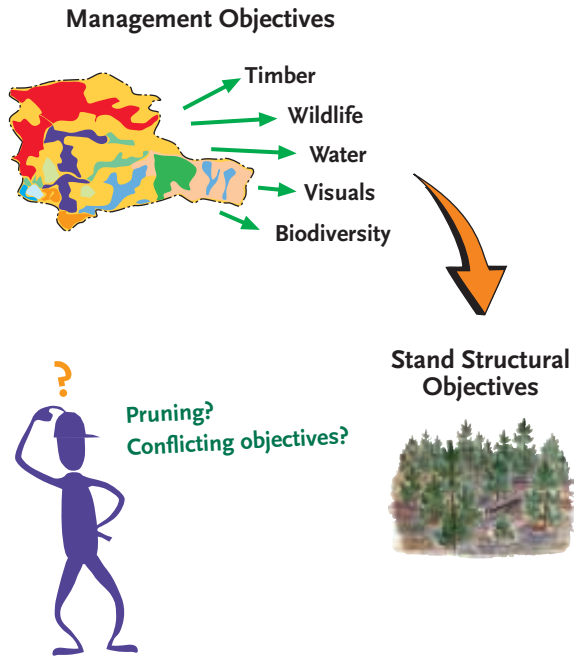 Management Objectives
Timber
Wildlife
Water
Visuals
Biodiversity
Stand Structural
Objectives
?
Pruning?
Conflicting objectives?